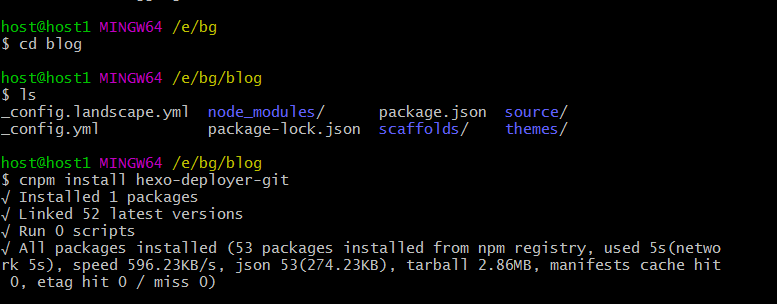 host@host1 MINGW64 /e/bg
$ cd blog
host@host1 MINGW64 /e/bg/blog
$ ls
_config.landscape.yml  node_modules/      package.json  source/
_config.yml            package-lock.json  scaffolds/    themes/
host@host1 MINGW64 /e/bg/blog
$ cnpm install hexo-deployer-git
√ Installed 1 packages
√ Linked 52 latest versions
√ Run 0 scripts
√ All packages installed (53 packages installed from npm registry, used 5s(netwo
rk 5s), speed 596.23KB/s, json 53(274.23KB), tarball 2.86MB, manifests cache hit
 0, etag hit 0 / miss 0)